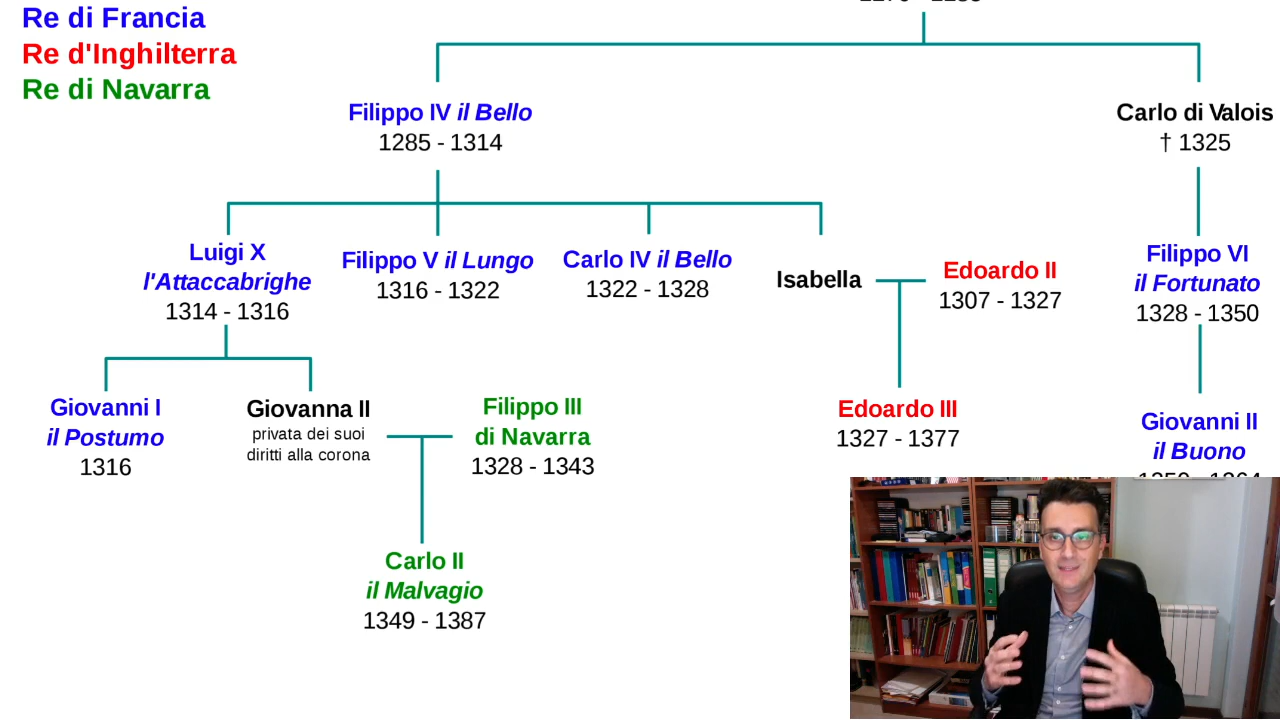 Re di Francia
Re d'Inghilterra
Re di Navarra
Filippo IV il Bello
1285 - 1314
Carlo di Valois
† 1325
Luigi X
l'Attaccabrighe
1314 - 1316
Filippo V il Lungo
1316 - 1322
Carlo IV il Bello
1322 - 1328
Isabella
Edoardo II
1307 - 1327
Filippo VI
il Fortunato
1328 - 1350
Giovanni I
il Postumo
1316
Giovanna II
privata dei suoi
diritti alla corona
Filippo III
di Navarra
1328 - 1343
Edoardo III
1327 - 1377
Giovanni II
il Buono
Carlo II
il Malvagio
1349 - 1387